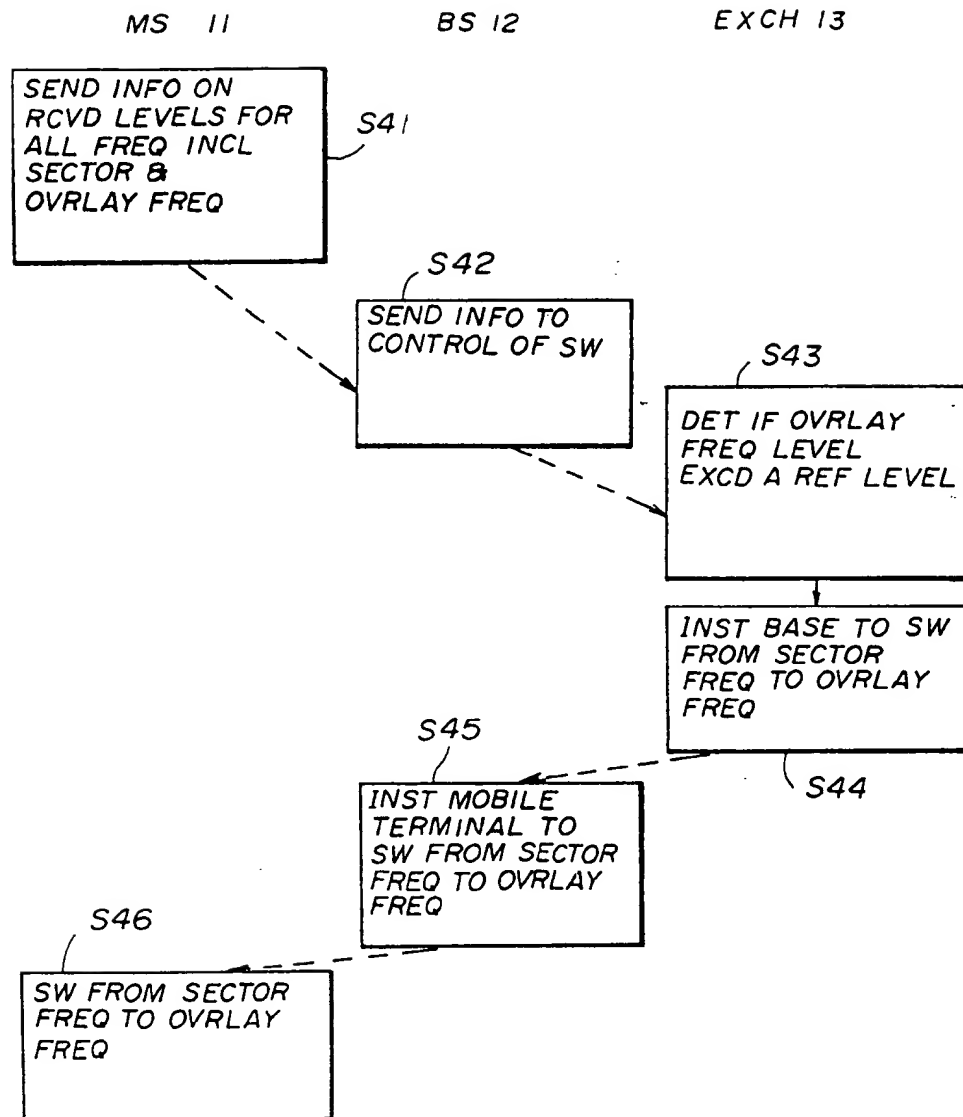 MS 11 BS 12 EXCH 13
SEND INFO ON
RCVD LEVELS FOR
ALL FREQ INCL
SECTOR &
OVRLAY FREQ
S41
S42
SEND INFO TO
CONTROL OF SW
S43
DET IF OVRLAY
FREQ LEVEL
EXCD A REF LEVEL
INST BASE TO SW
FROM SECTOR
FREQ TO OVRLAY
FREQ
S44
S45
INST MOBILE
TERMINAL TO
SW FROM SECTOR
FREQ TO OVRLAY
FREQ
S46
SW FROM SECTOR
FREQ TO OVRLAY
FREQ